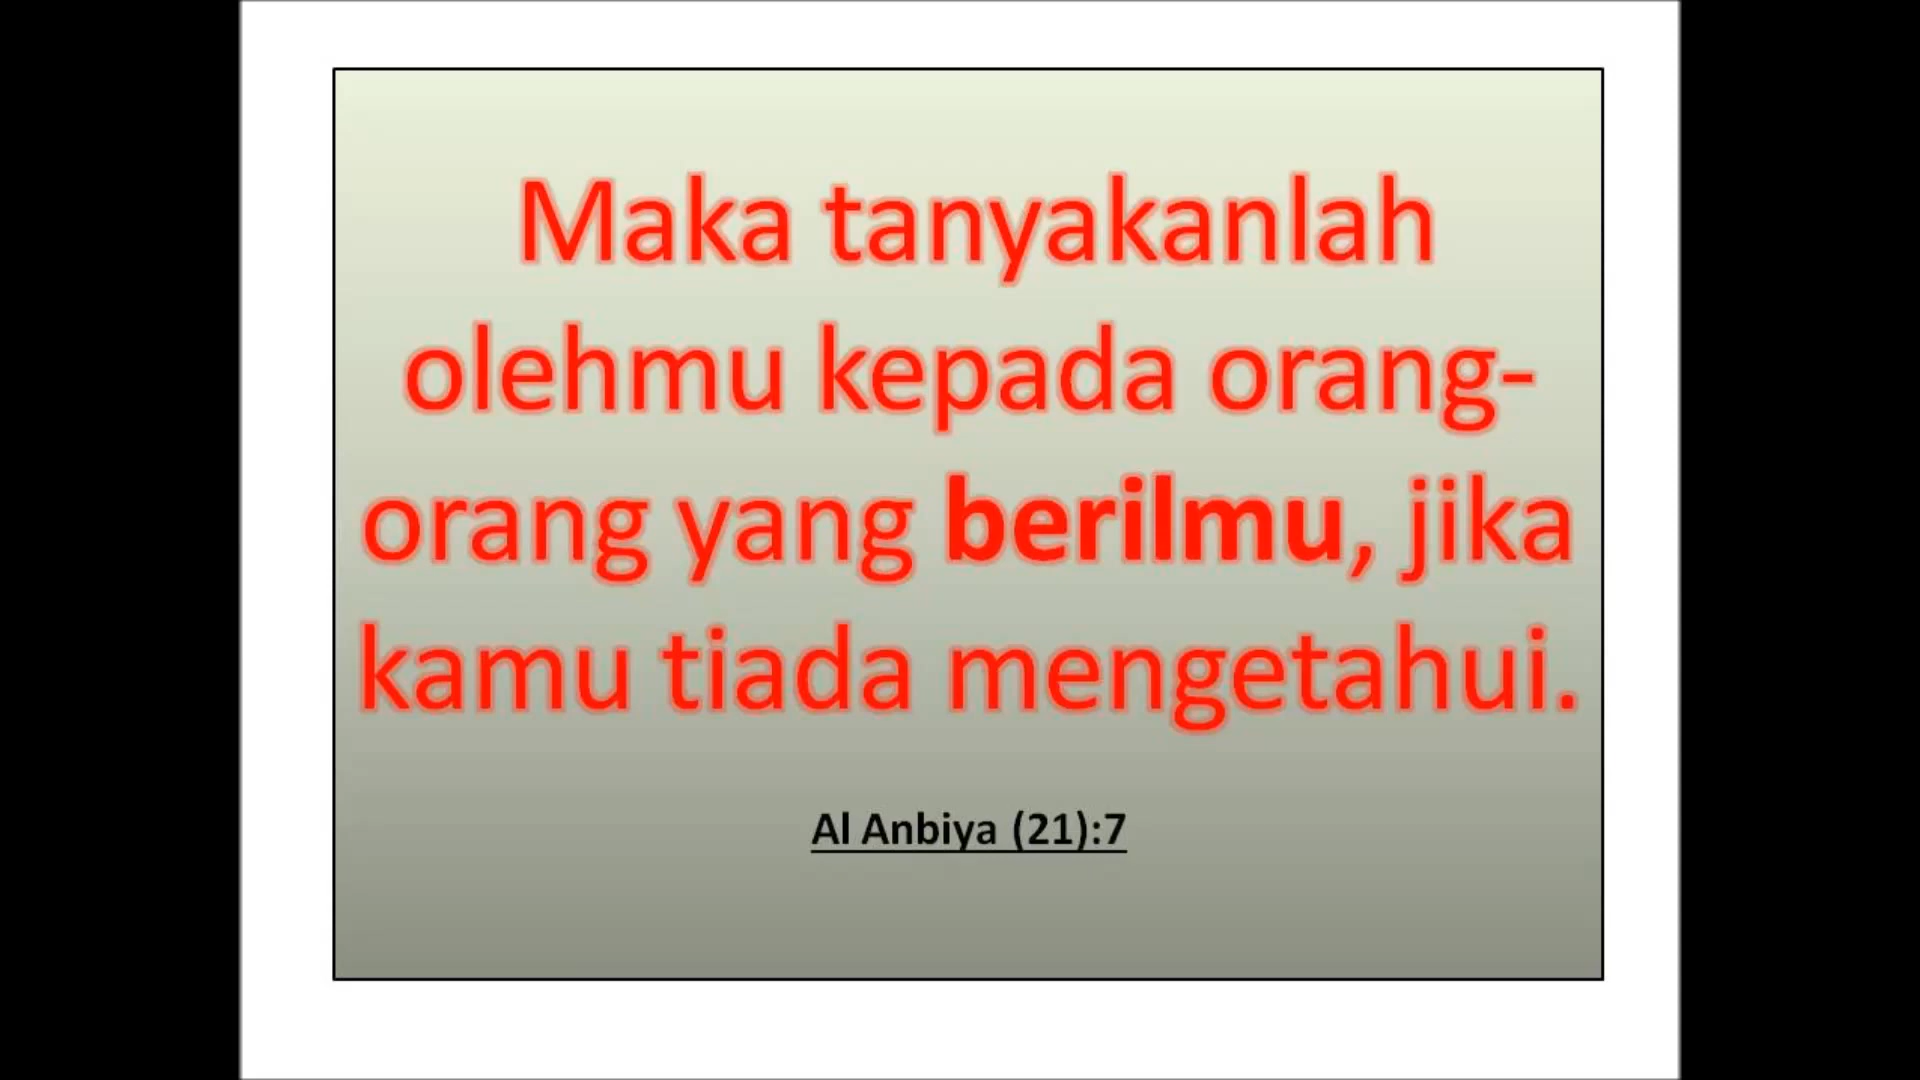 Maka tanyakanlah
olehmu kepada orang-
orang yang berilmu, jika
kamu tiada mengetahui.
Al Anbiya (21):7